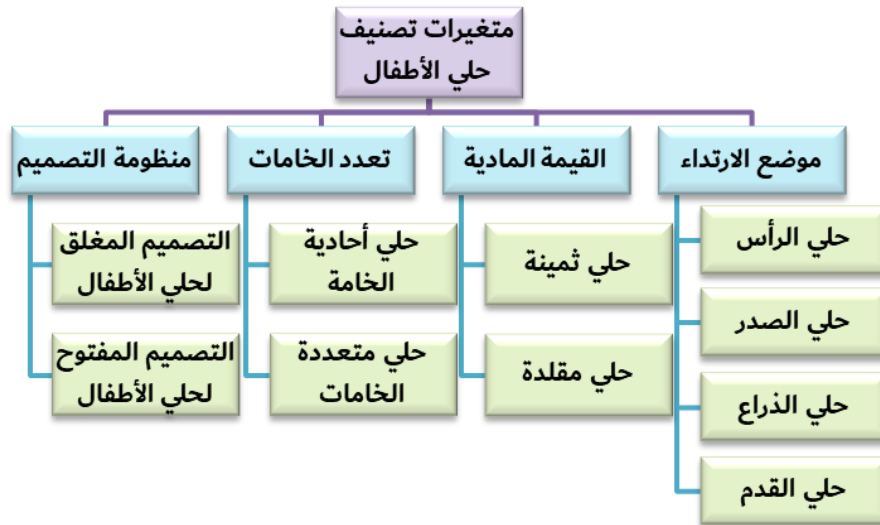 متغيرات تصنيف
حلي الأطفال
موضع الارتداء
حلي الرأس
حلي الصدر
حلي الذراع
حلي القدم
القيمة المادية
حلي ثمينة
حلي مقلدة
تعدد الخامات
حلي أحادية
الخامة
حلي متعددة
الخامات
منظومة التصميم
التصميم المغلق
لحلي الأطفال
التصميم المفتوح
لحلي الأطفال